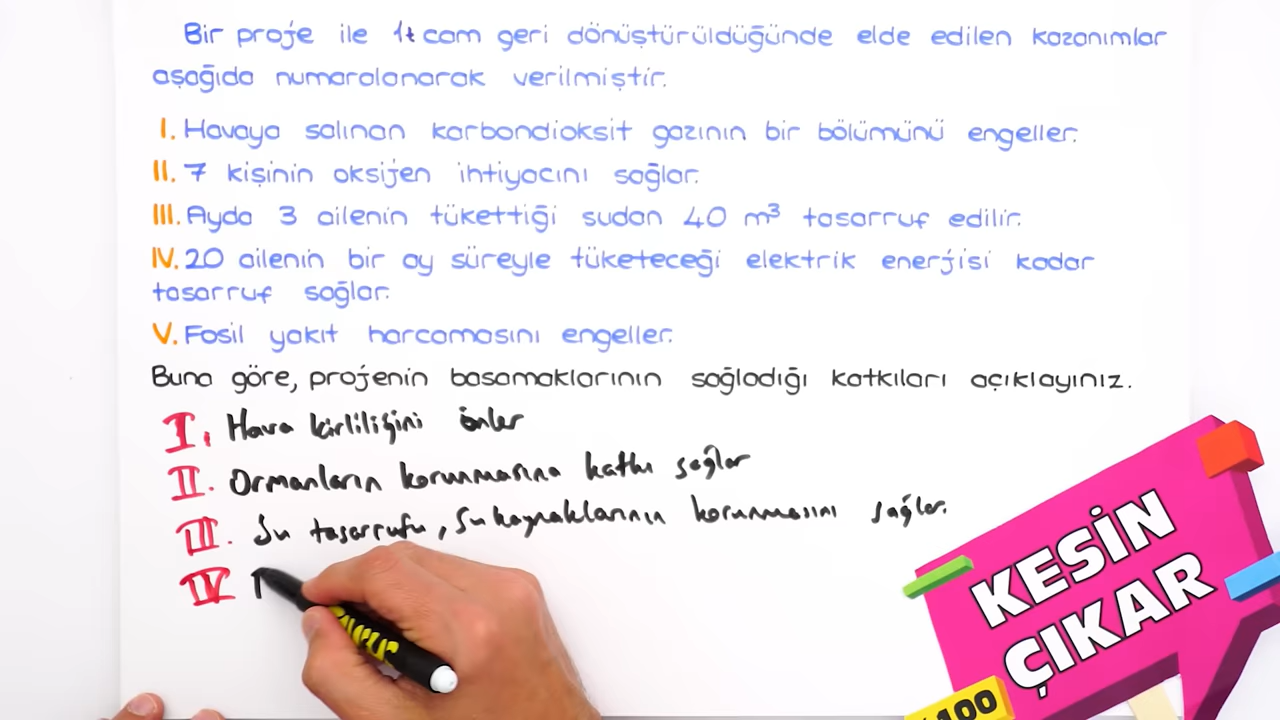 Bir proje ile 1t cam geri dönüştürüldüğünde elde edilen kazanımlar
aşağıda numaralanarak verilmiştir.
I. Havaya salınan karbondioksit gazının bir bölümünü engeller.
II. 7 kişinin oksijen ihtiyacını sağlar.
III. Ayda 3 ailenin tükettiği sudan 40 m³ tasarruf edilir.
IV. 20 ailenin bir ay süreyle tüketeceği elektrik enerjisi kadar
tasarruf sağlar.
V. Fosil yakıt harcamasını engeller.
Buna göre, projenin basamaklarının sağladığı katkıları açıklayınız.
I. Hava kirliliğini önler
II. Ormanların korunmasına katkı sağlar
III. Su tasarrufu, su kaynaklarının korunmasını sağlar.
IV
KESİN
ÇIKAR
100